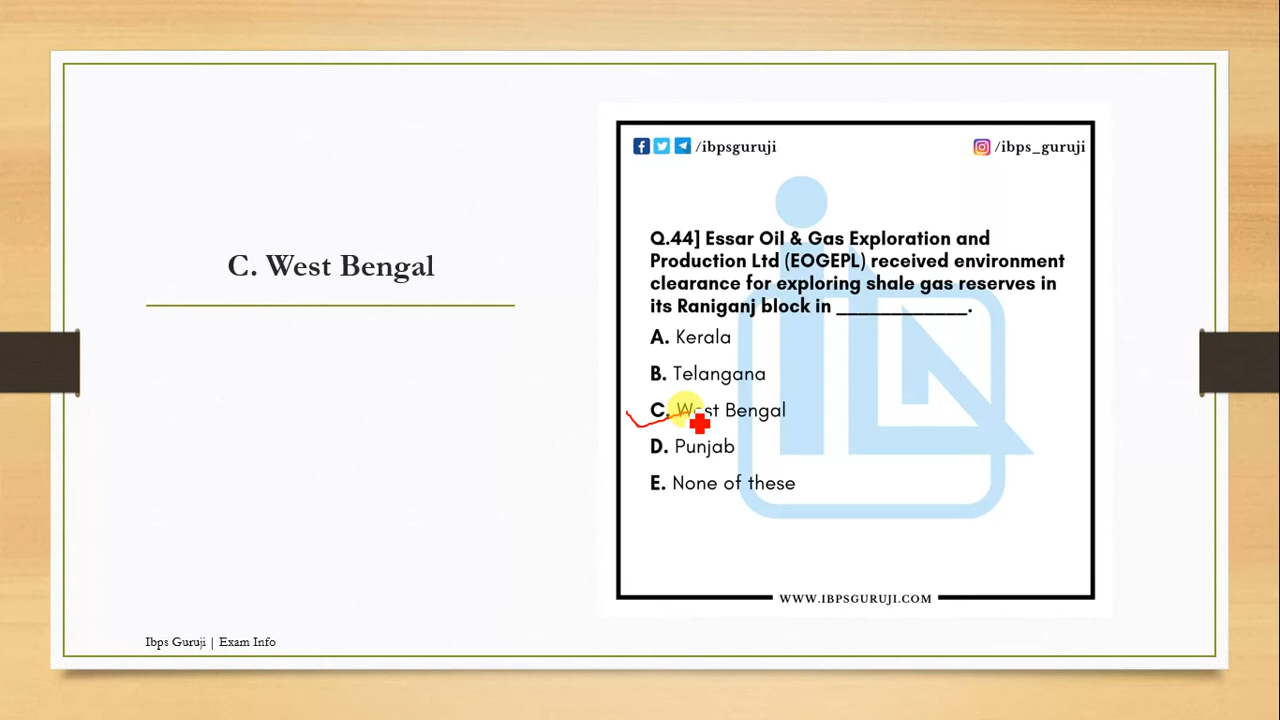 C. West Bengal
/ibpsguruji
/ibps_guruji
Q.44] Essar Oil & Gas Exploration and
Production Ltd (EOGEPL) received environment
clearance for exploring shale gas reserves in
its Raniganj block in ____________.
A. Kerala
B. Telangana
C. West Bengal
D. Punjab
E. None of these
WWW.IBPSGURUJI.COM
Ibps Guruji | Exam Info